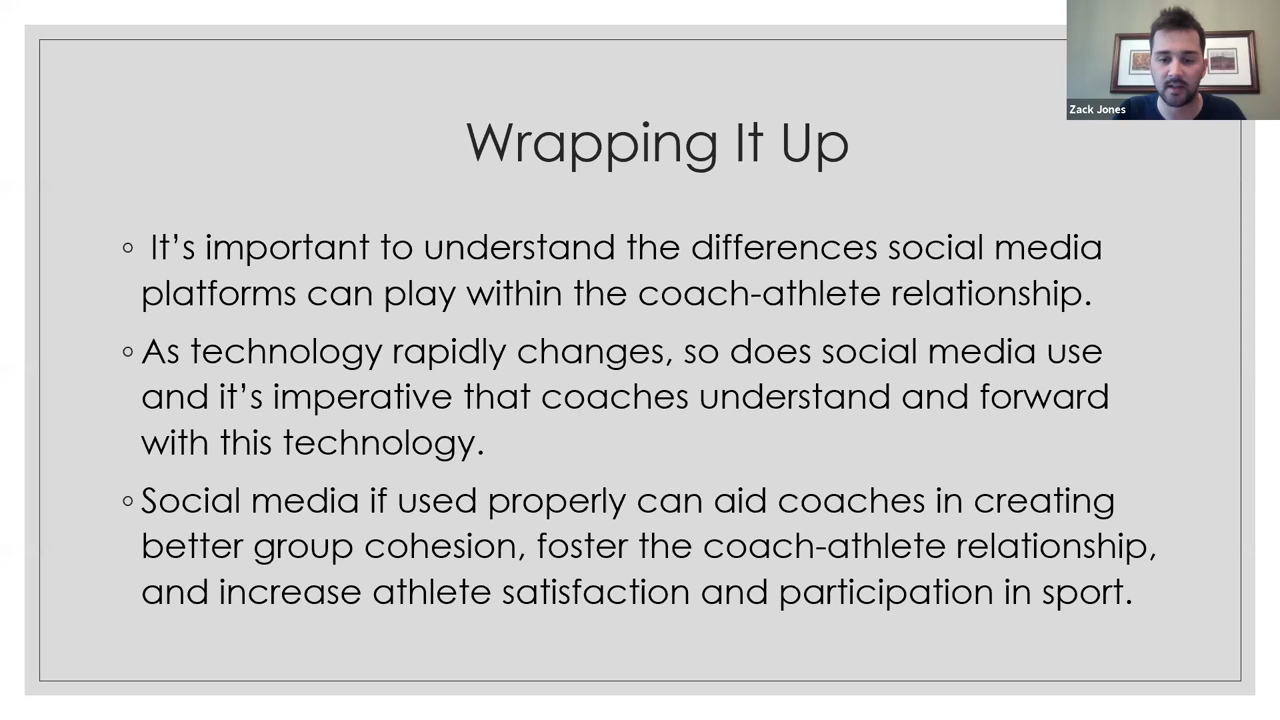 Zack Jones
Wrapping It Up
◦ It’s important to understand the differences social media
platforms can play within the coach-athlete relationship.
◦ As technology rapidly changes, so does social media use
and it’s imperative that coaches understand and forward
with this technology.
◦ Social media if used properly can aid coaches in creating
better group cohesion, foster the coach-athlete relationship,
and increase athlete satisfaction and participation in sport.